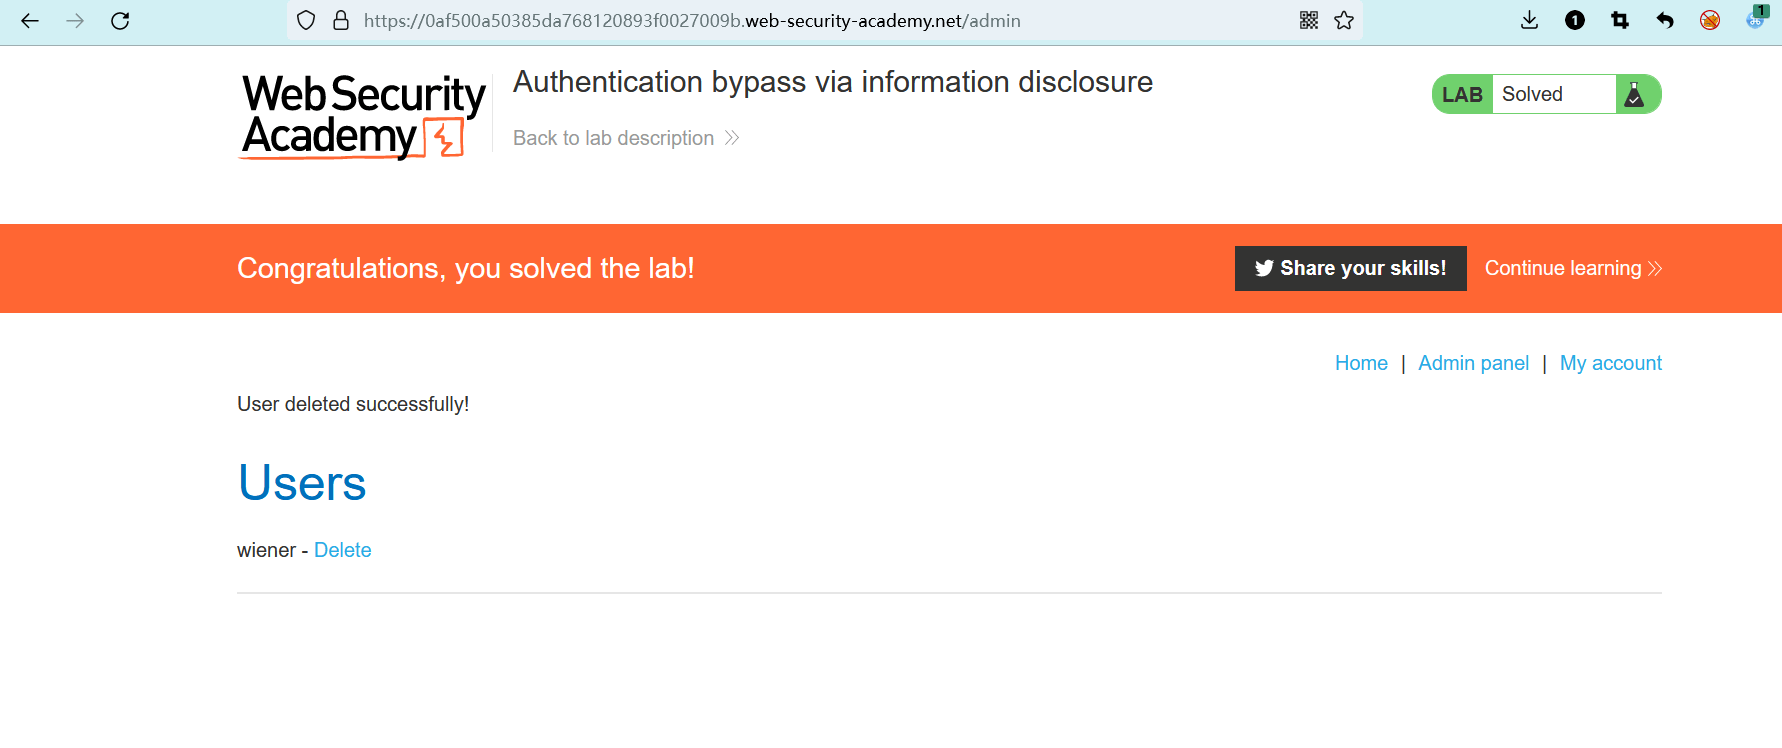 https://0af500a50385da768120893f0027009b.web-security-academy.net/admin
1
1
Web Security
Academy
Authentication bypass via information disclosure
Back to lab description
LAB Solved
Congratulations, you solved the lab!
Share your skills!
Continue learning
Home | Admin panel | My account
User deleted successfully!
Users
wiener - Delete